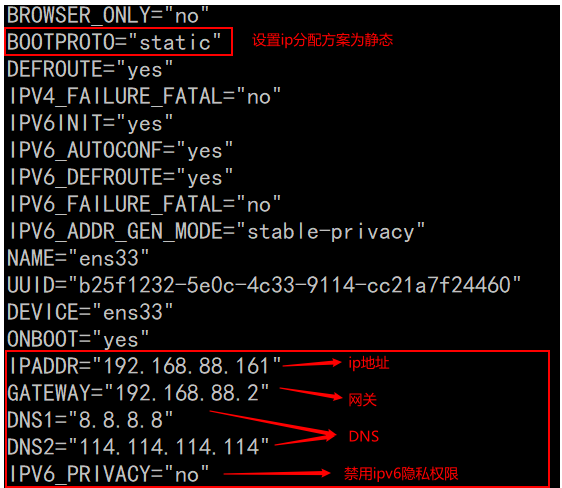 BROWSER_ONLY="no"
BOOTPROTO="static" 设置ip分配方案为静态
DEFROUTE="yes"
IPV4_FAILURE_FATAL="no"
IPV6INIT="yes"
IPV6_AUTOCONF="yes"
IPV6_DEFROUTE="yes"
IPV6_FAILURE_FATAL="no"
IPV6_ADDR_GEN_MODE="stable-privacy"
NAME="ens33"
UUID="b25f1232-5e0c-4c33-9114-cc21a7f24460"
DEVICE="ens33"
ONBOOT="yes"
IPADDR="192.168.88.161" ip地址
GATEWAY="192.168.88.2" 网关
DNS1="8.8.8.8"
DNS2="114.114.114.114" DNS
IPV6_PRIVACY="no" 禁用ipv6隐私权限